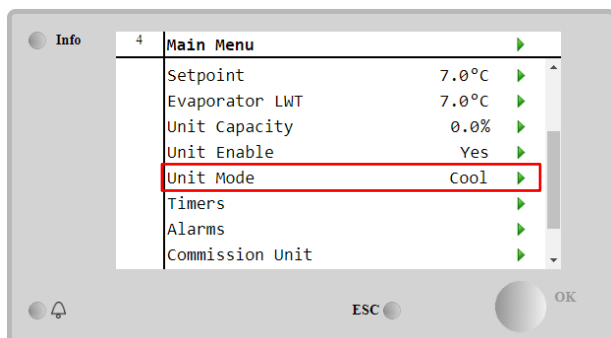 Info
4 Main Menu
Setpoint 7.0°C
Evaporator LWT 7.0°C
Unit Capacity 0.0%
Unit Enable Yes
Unit Mode Cool
Timers
Alarms
Commission Unit
ESC
OK